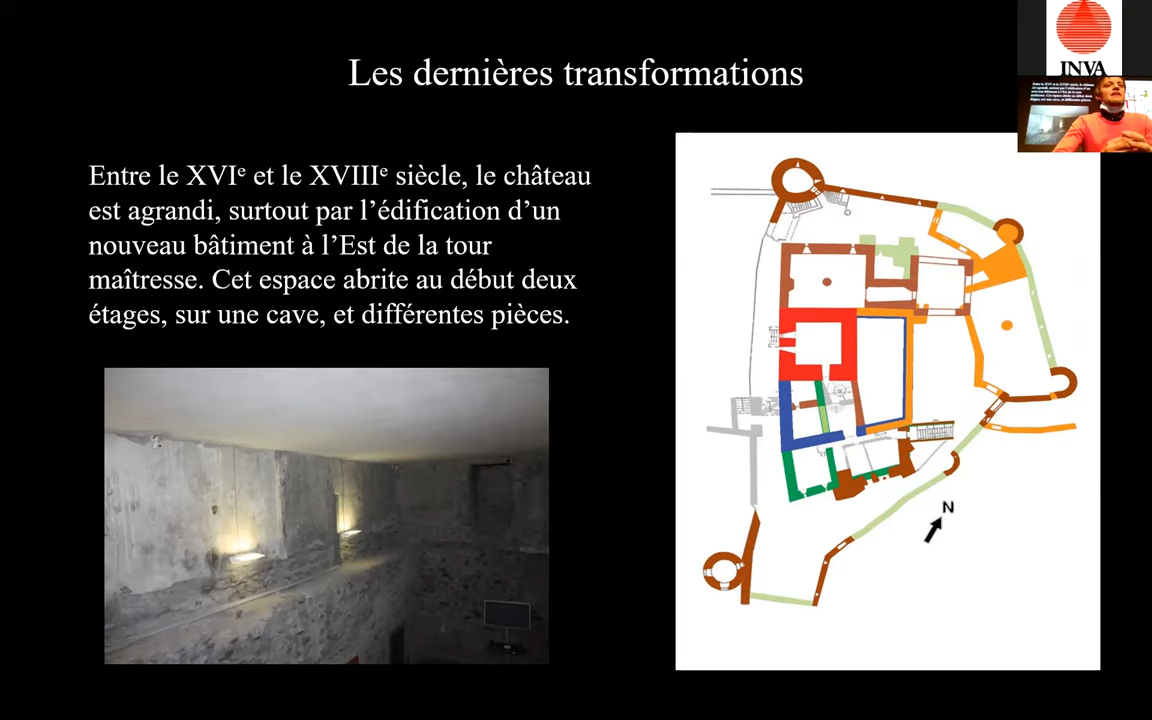 Les dernières transformations
INVA
Entre le XVIᵉ et le XVIIIᵉ siècle, le château
est agrandi, surtout par l’édification d’un
nouveau bâtiment à l’Est de la tour
maîtresse. Cet espace abrite au début deux
étages, sur une cave, et différentes pièces.
N